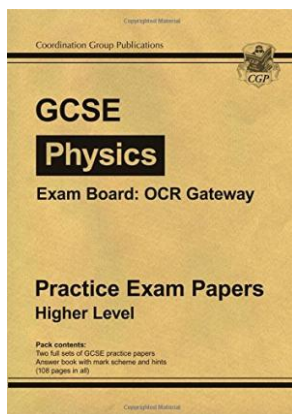 Coordination Group Publications
CGP
GCSE
Physics
Exam Board: OCR Gateway
Practice Exam Papers
Higher Level
Pack contents:
Two full sets of GCSE practice papers
Answer book with mark scheme and hints
(108 pages in all)